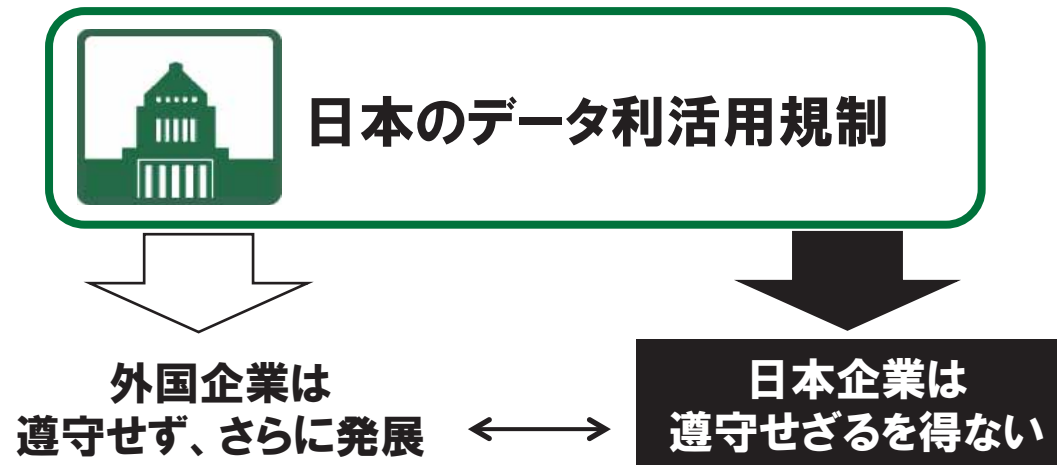 日本のデータ利活用規制
外国企業は
遵守せず、さらに発展
日本企業は
遵守せざるを得ない